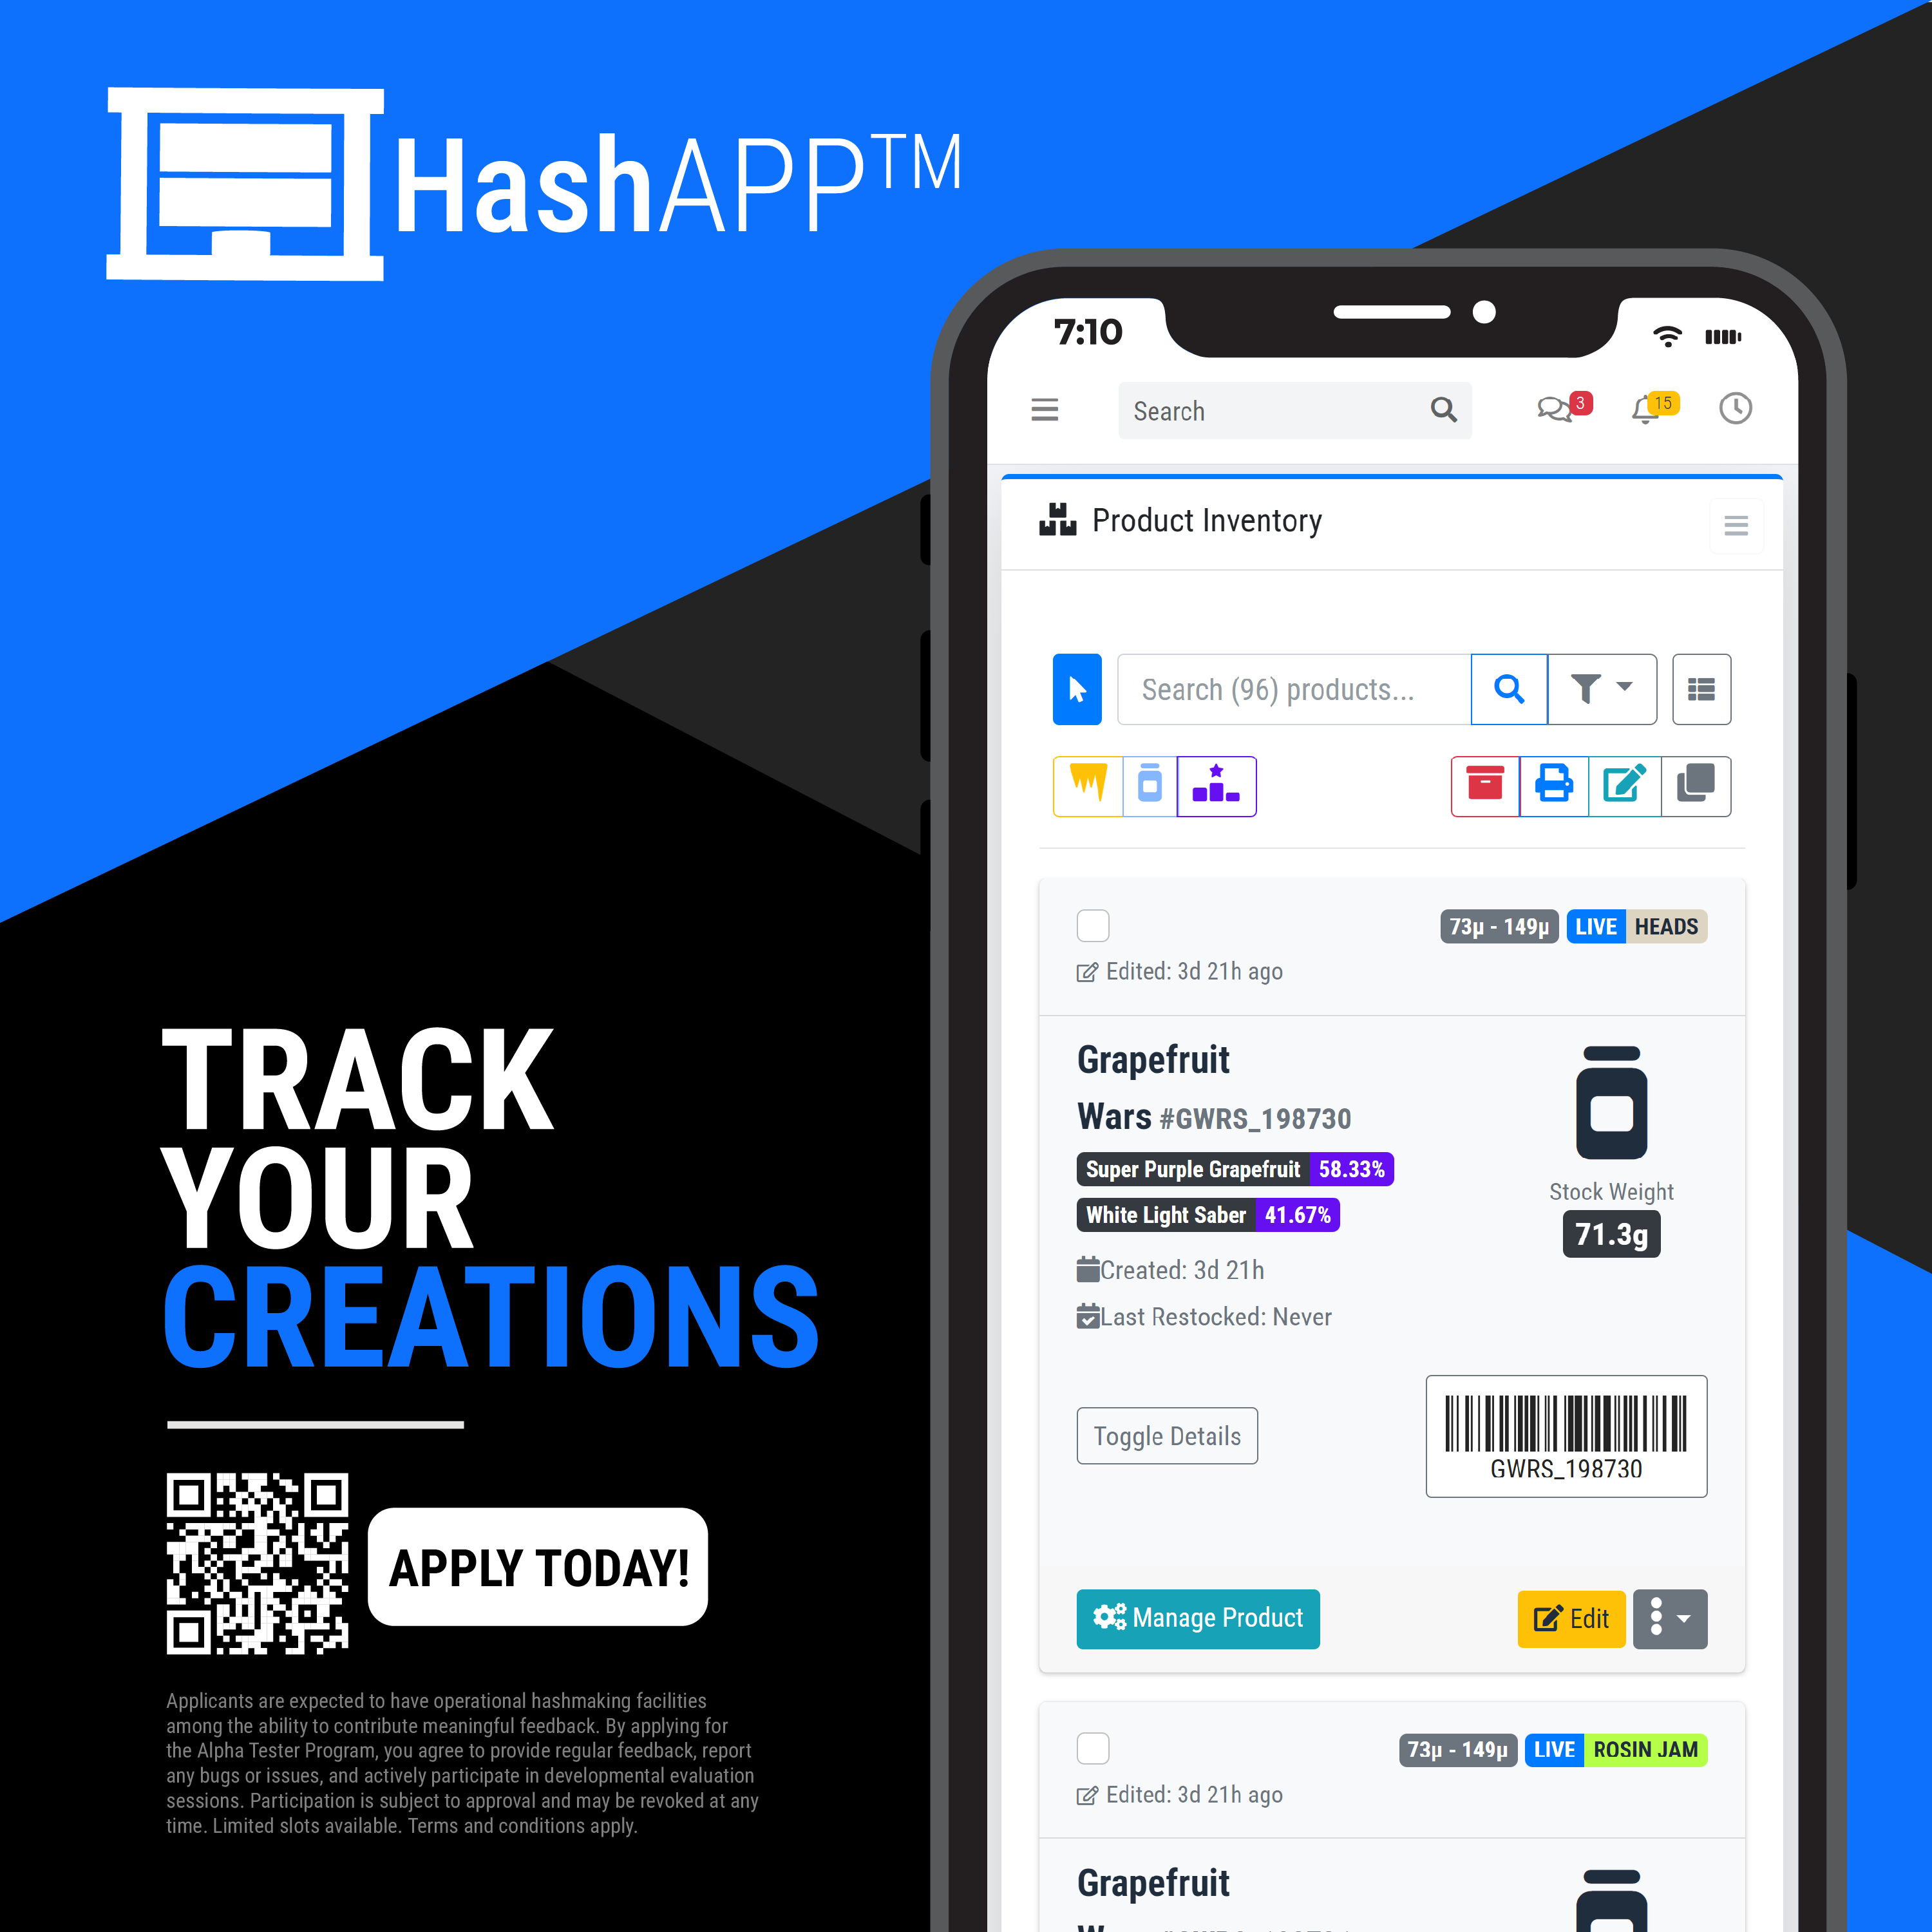 HashAPP™
TRACK
YOUR
CREATIONS
APPLY TODAY!
Applicants are expected to have operational hashmaking facilities
among the ability to contribute meaningful feedback. By applying for
the Alpha Tester Program, you agree to provide regular feedback, report
any bugs or issues, and actively participate in developmental evaluation
sessions. Participation is subject to approval and may be revoked at any
time. Limited slots available. Terms and conditions apply.
7:10
Search
3
15
Product Inventory
Search (96) products...
73µ - 149µ LIVE HEADS
Edited: 3d 21h ago
Grapefruit
Wars #GWRS_198730
Super Purple Grapefruit 58.33%
White Light Saber 41.67%
Stock Weight
71.3g
Created: 3d 21h
Last Restocked: Never
Toggle Details
GWRS_198730
Manage Product
Edit
73µ - 149µ LIVE ROSIN JAM
Edited: 3d 21h ago
Grapefruit